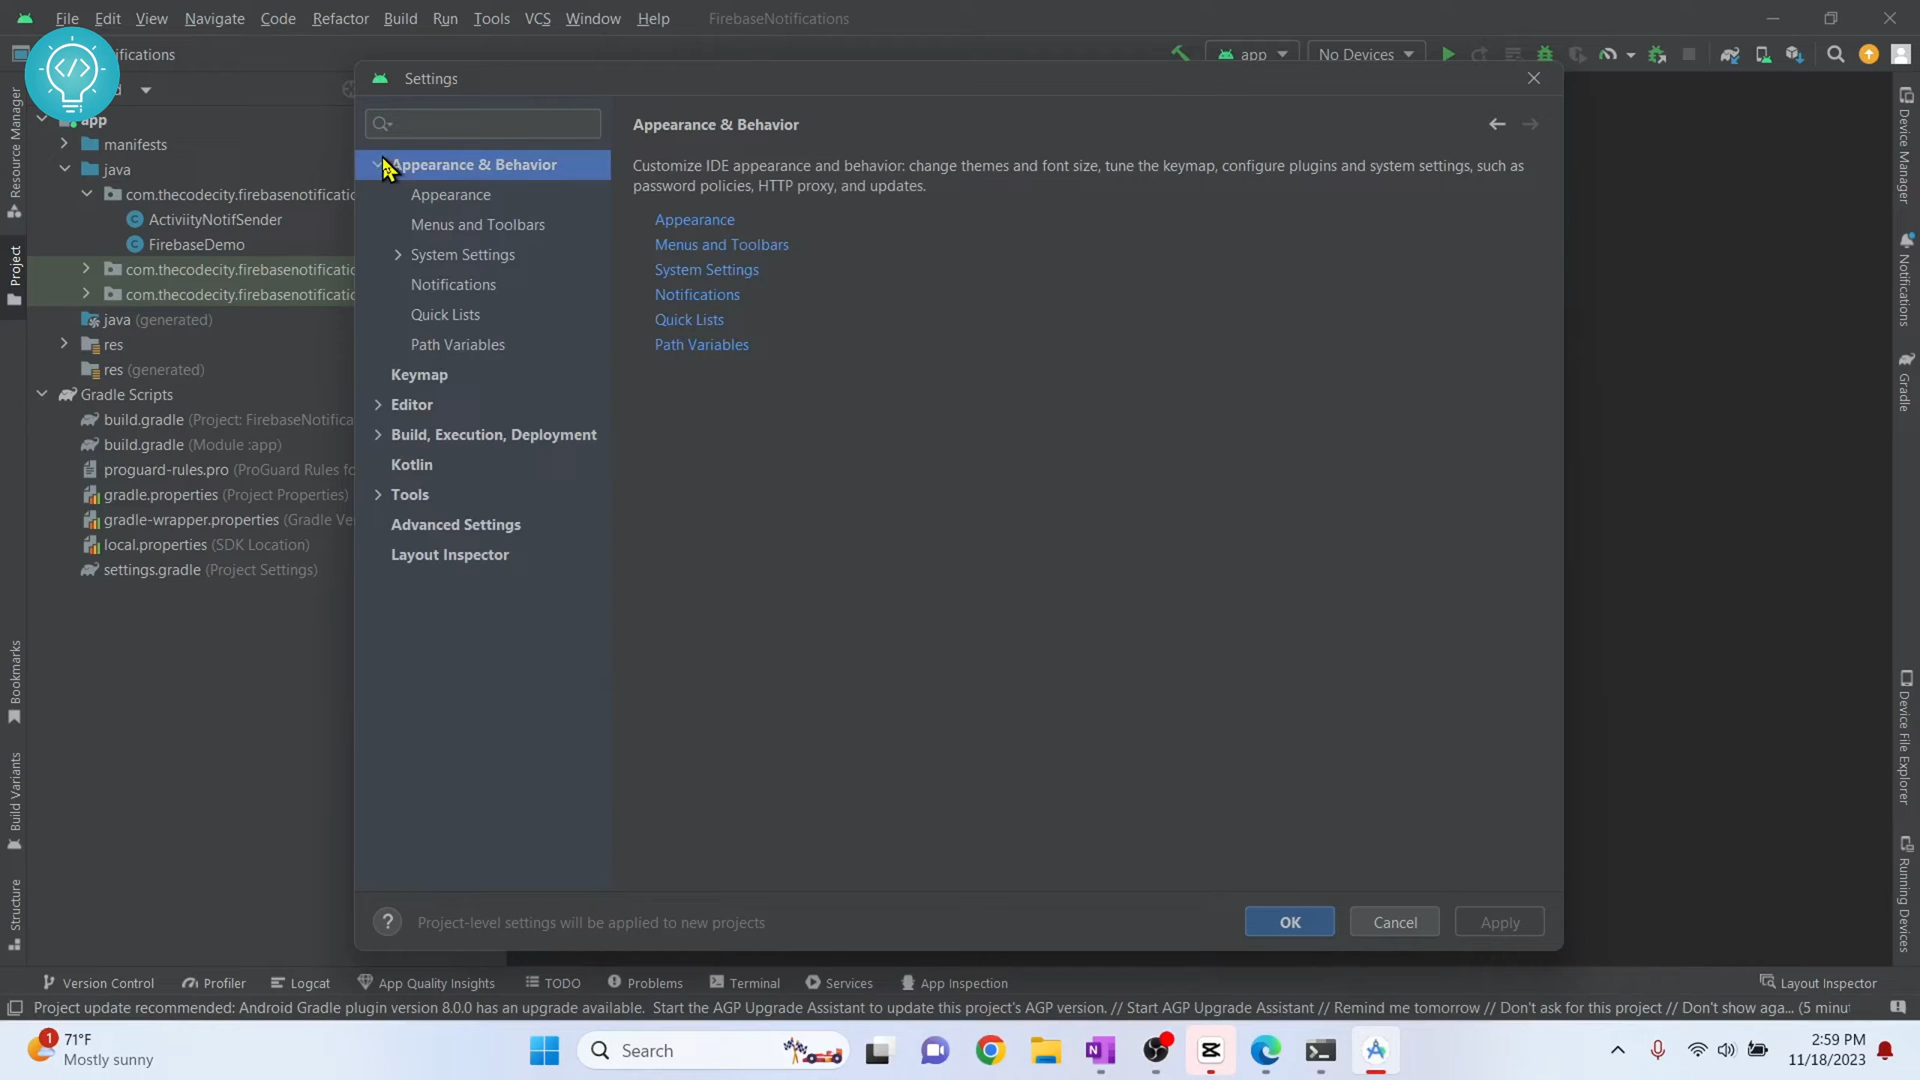 File Edit View Navigate Code Refactor Build Run Tools VCS Window Help FirebaseNotifications
ifications
app
No Devices
Settings
app
manifests
java
com.thecodecity.firebasenotificatio
ActiviityNotifSender
FirebaseDemo
com.thecodecity.firebasenotificatio
com.thecodecity.firebasenotificatio
java (generated)
res
res (generated)
Gradle Scripts
build.gradle (Project: FirebaseNotifica
build.gradle (Module :app)
proguard-rules.pro (ProGuard Rules fo
gradle.properties (Project Properties)
gradle-wrapper.properties (Gradle Ve
local.properties (SDK Location)
settings.gradle (Project Settings)
Resource Manager
Project
Bookmarks
Build Variants
Structure
Appearance & Behavior
Appearance
Menus and Toolbars
System Settings
Notifications
Quick Lists
Path Variables
Keymap
Editor
Build, Execution, Deployment
Kotlin
Tools
Advanced Settings
Layout Inspector
Appearance & Behavior
Customize IDE appearance and behavior: change themes and font size, tune the keymap, configure plugins and system settings, such as
password policies, HTTP proxy, and updates.
Appearance
Menus and Toolbars
System Settings
Notifications
Quick Lists
Path Variables
? Project-level settings will be applied to new projects
OK
Cancel
Apply
Device Manager
Notifications
Gradle
Device File Explorer
Running Devices
Version Control Profiler Logcat App Quality Insights TODO Problems Terminal Services App Inspection Layout Inspector
Project update recommended: Android Gradle plugin version 8.0.0 has an upgrade available. Start the AGP Upgrade Assistant to update this project's AGP version. // Start AGP Upgrade Assistant // Remind me tomorrow // Don't ask for this project // Don't show aga... (5 minut
1
71°F
Mostly sunny
Search
2:59 PM
11/18/2023